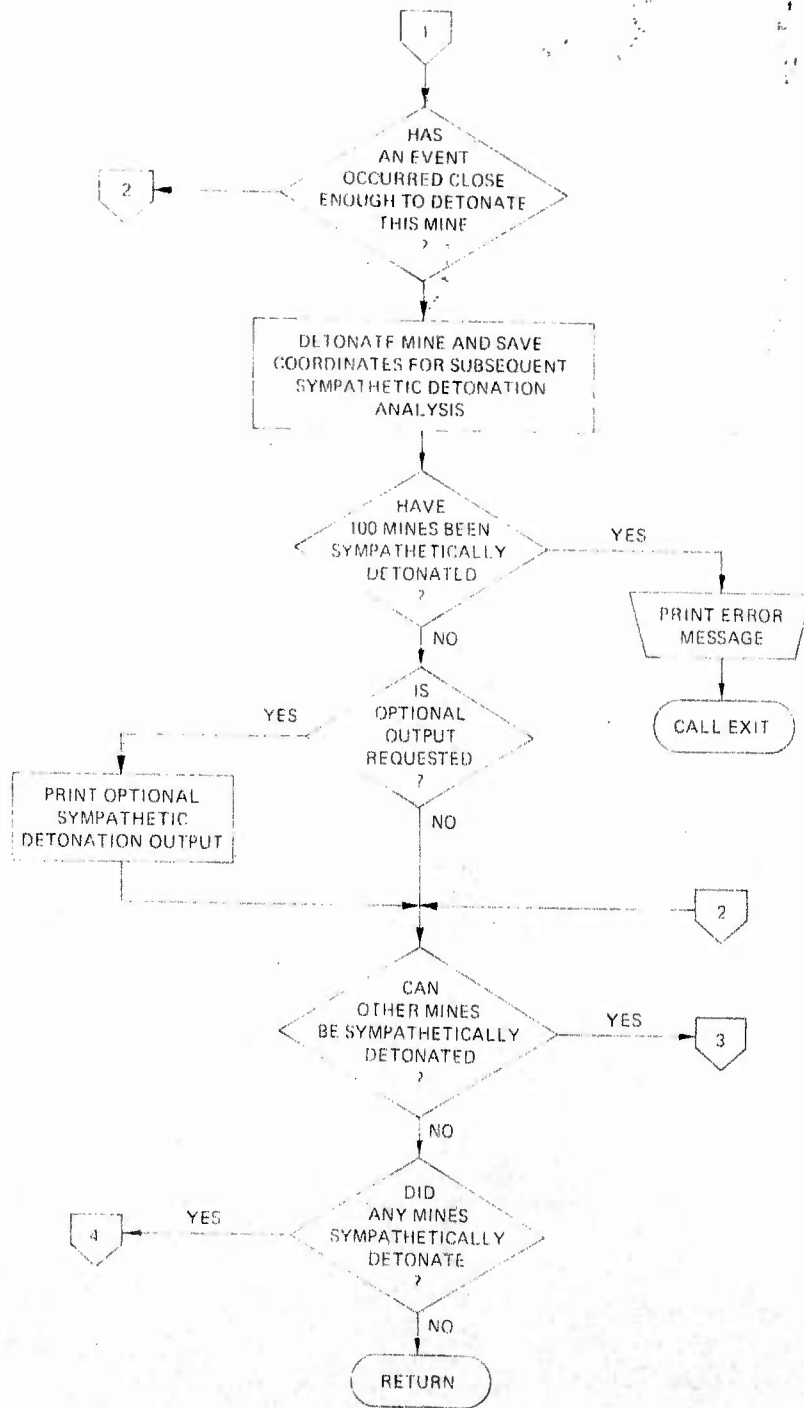 1
HAS
AN EVENT
OCCURRED CLOSE
ENOUGH TO DETONATE
THIS MINE
?
2
DETONATE MINE AND SAVE
COORDINATES FOR SUBSEQUENT
SYMPATHETIC DETONATION
ANALYSIS
HAVE
100 MINES BEEN
SYMPATHETICALLY
DETONATED
?
YES
PRINT ERROR
MESSAGE
CALL EXIT
NO
IS
OPTIONAL
OUTPUT
REQUESTED
?
YES
PRINT OPTIONAL
SYMPATHETIC
DETONATION OUTPUT
NO
2
CAN
OTHER MINES
BE SYMPATHETICALLY
DETONATED
?
YES
3
NO
DID
ANY MINES
SYMPATHETICALLY
DETONATE
?
YES
4
NO
RETURN